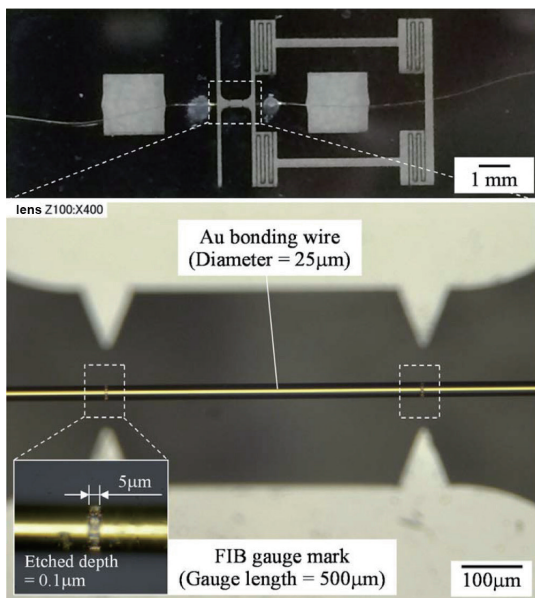 1 mm
lens Z100:X400
Au bonding wire
(Diameter = 25μm)
5μm
Etched depth
= 0.1μm
FIB gauge mark
(Gauge length = 500μm)
100μm